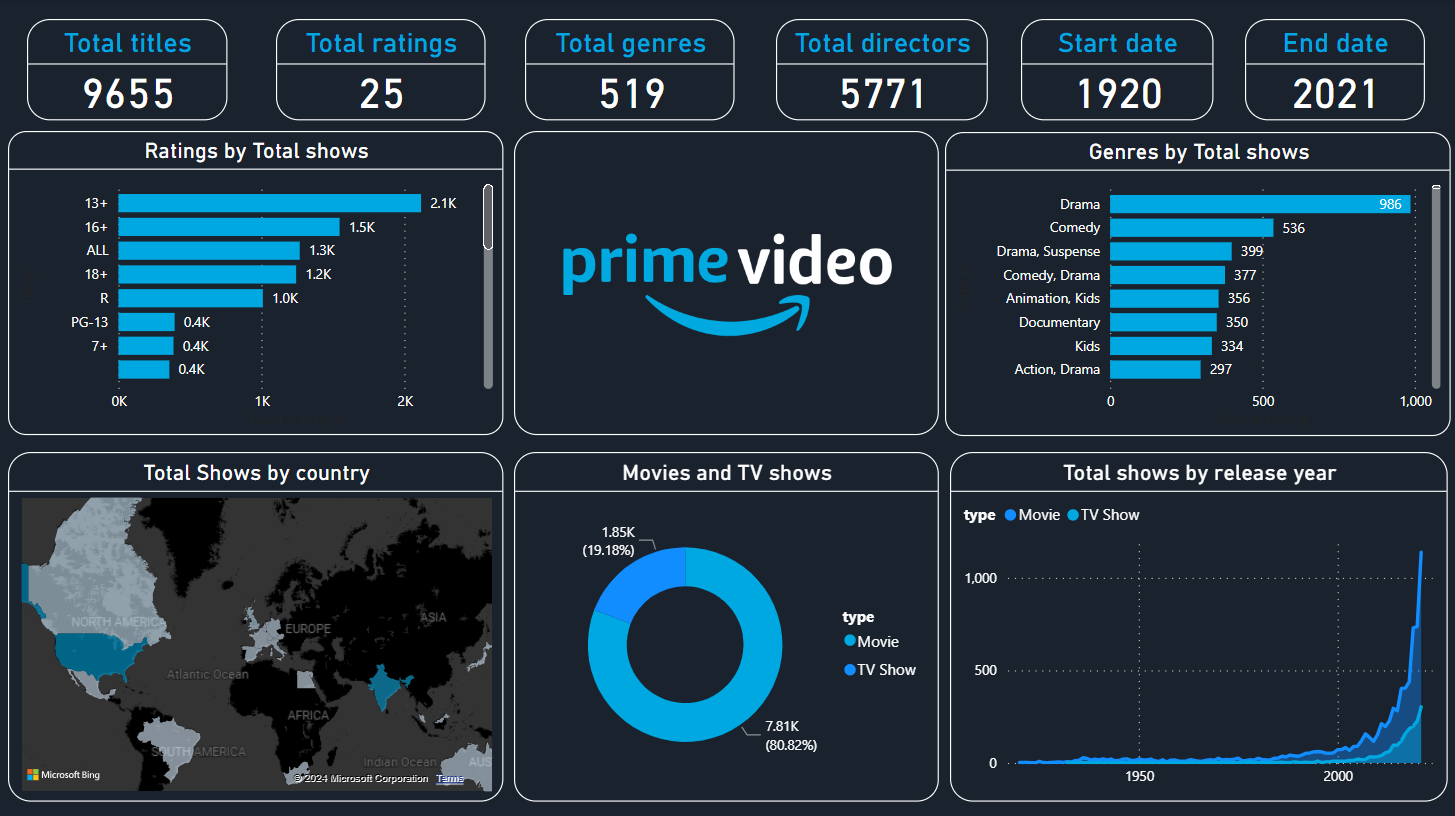 Total titles
9655
Total ratings
25
Total genres
519
Total directors
5771
Start date
1920
End date
2021
Ratings by Total shows
13+ 2.1K
16+ 1.5K
ALL 1.3K
18+ 1.2K
R 1.0K
PG-13 0.4K
7+ 0.4K
0.4K
0K 1K 2K
prime video
Genres by Total shows
Drama 986
Comedy 536
Drama, Suspense 399
Comedy, Drama 377
Animation, Kids 356
Documentary 350
Kids 334
Action, Drama 297
0 500 1,000
Total Shows by country
NORTH AMERICA
EUROPE
ASIA
Atlantic Ocean
AFRICA
SOUTH AMERICA
Indian Ocean
AUS
Microsoft Bing
© 2024 Microsoft Corporation Terms
Movies and TV shows
1.85K
(19.18%)
type
Movie
TV Show
7.81K
(80.82%)
Total shows by release year
type Movie TV Show
1,000
500
0
1950 2000